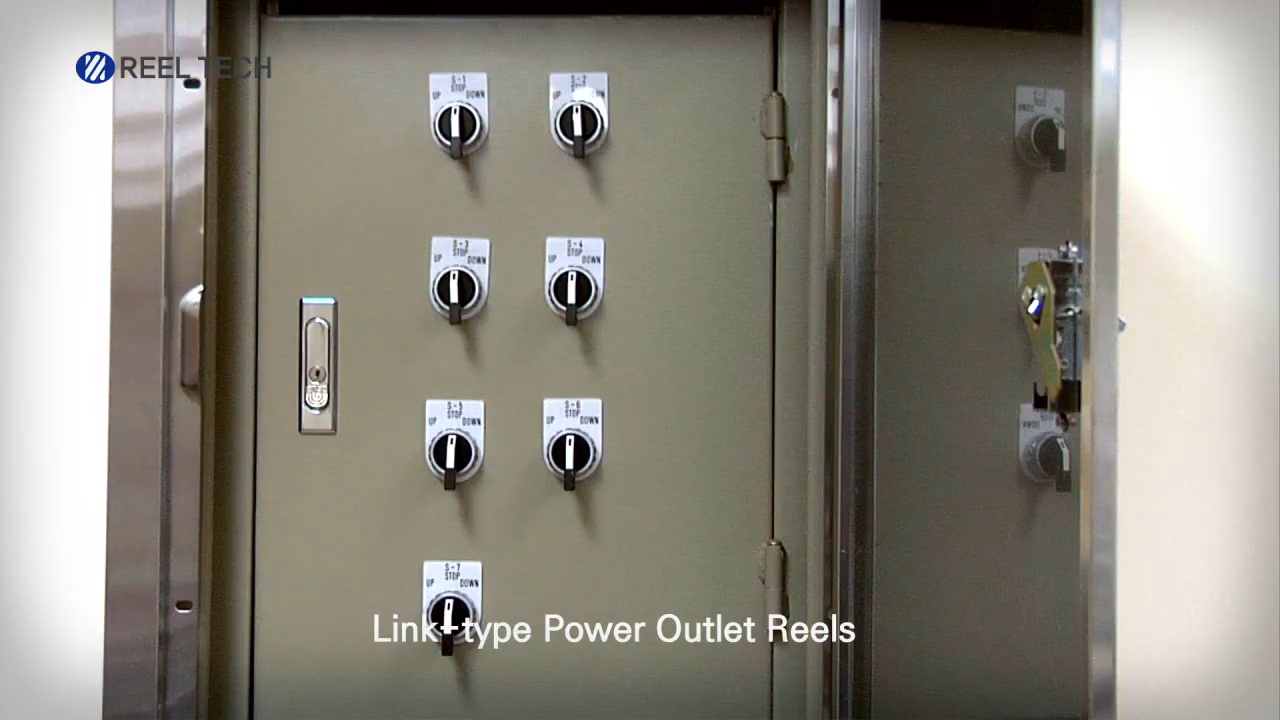 REEL TECH
S-1
STOP
UP DOWN
S-2
STOP
UP DOWN
S-3
STOP
UP DOWN
S-4
STOP
UP DOWN
S-5
STOP
UP DOWN
S-6
STOP
UP DOWN
S-7
STOP
UP DOWN
Link-type Power Outlet Reels